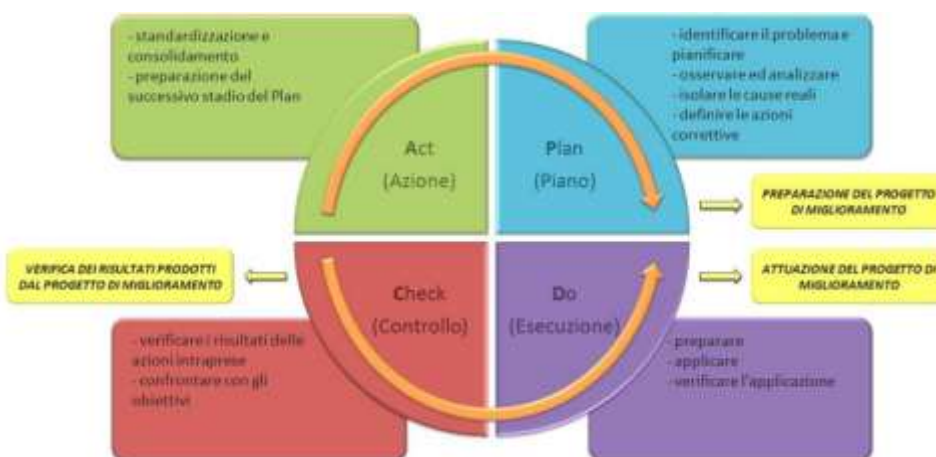 - standardizzazione e
consolidamento
- preparazione del
successivo stadio del Plan
- identificare il problema e
pianificare
- osservare ed analizzare
- isolare le cause reali
- definire le azioni
correttive
Act
(Azione)
Plan
(Piano)
PREPARAZIONE DEL PROGETTO
DI MIGLIORAMENTO
VERIFICA DEI RISULTATI PRODOTTI
DAL PROGETTO DI MIGLIORAMENTO
ATTUAZIONE DEL PROGETTO DI
MIGLIORAMENTO
Check
(Controllo)
Do
(Esecuzione)
- verificare i risultati delle
azioni intraprese
- confrontare con gli
obiettivi
- preparare
- applicare
- verificare l'applicazione